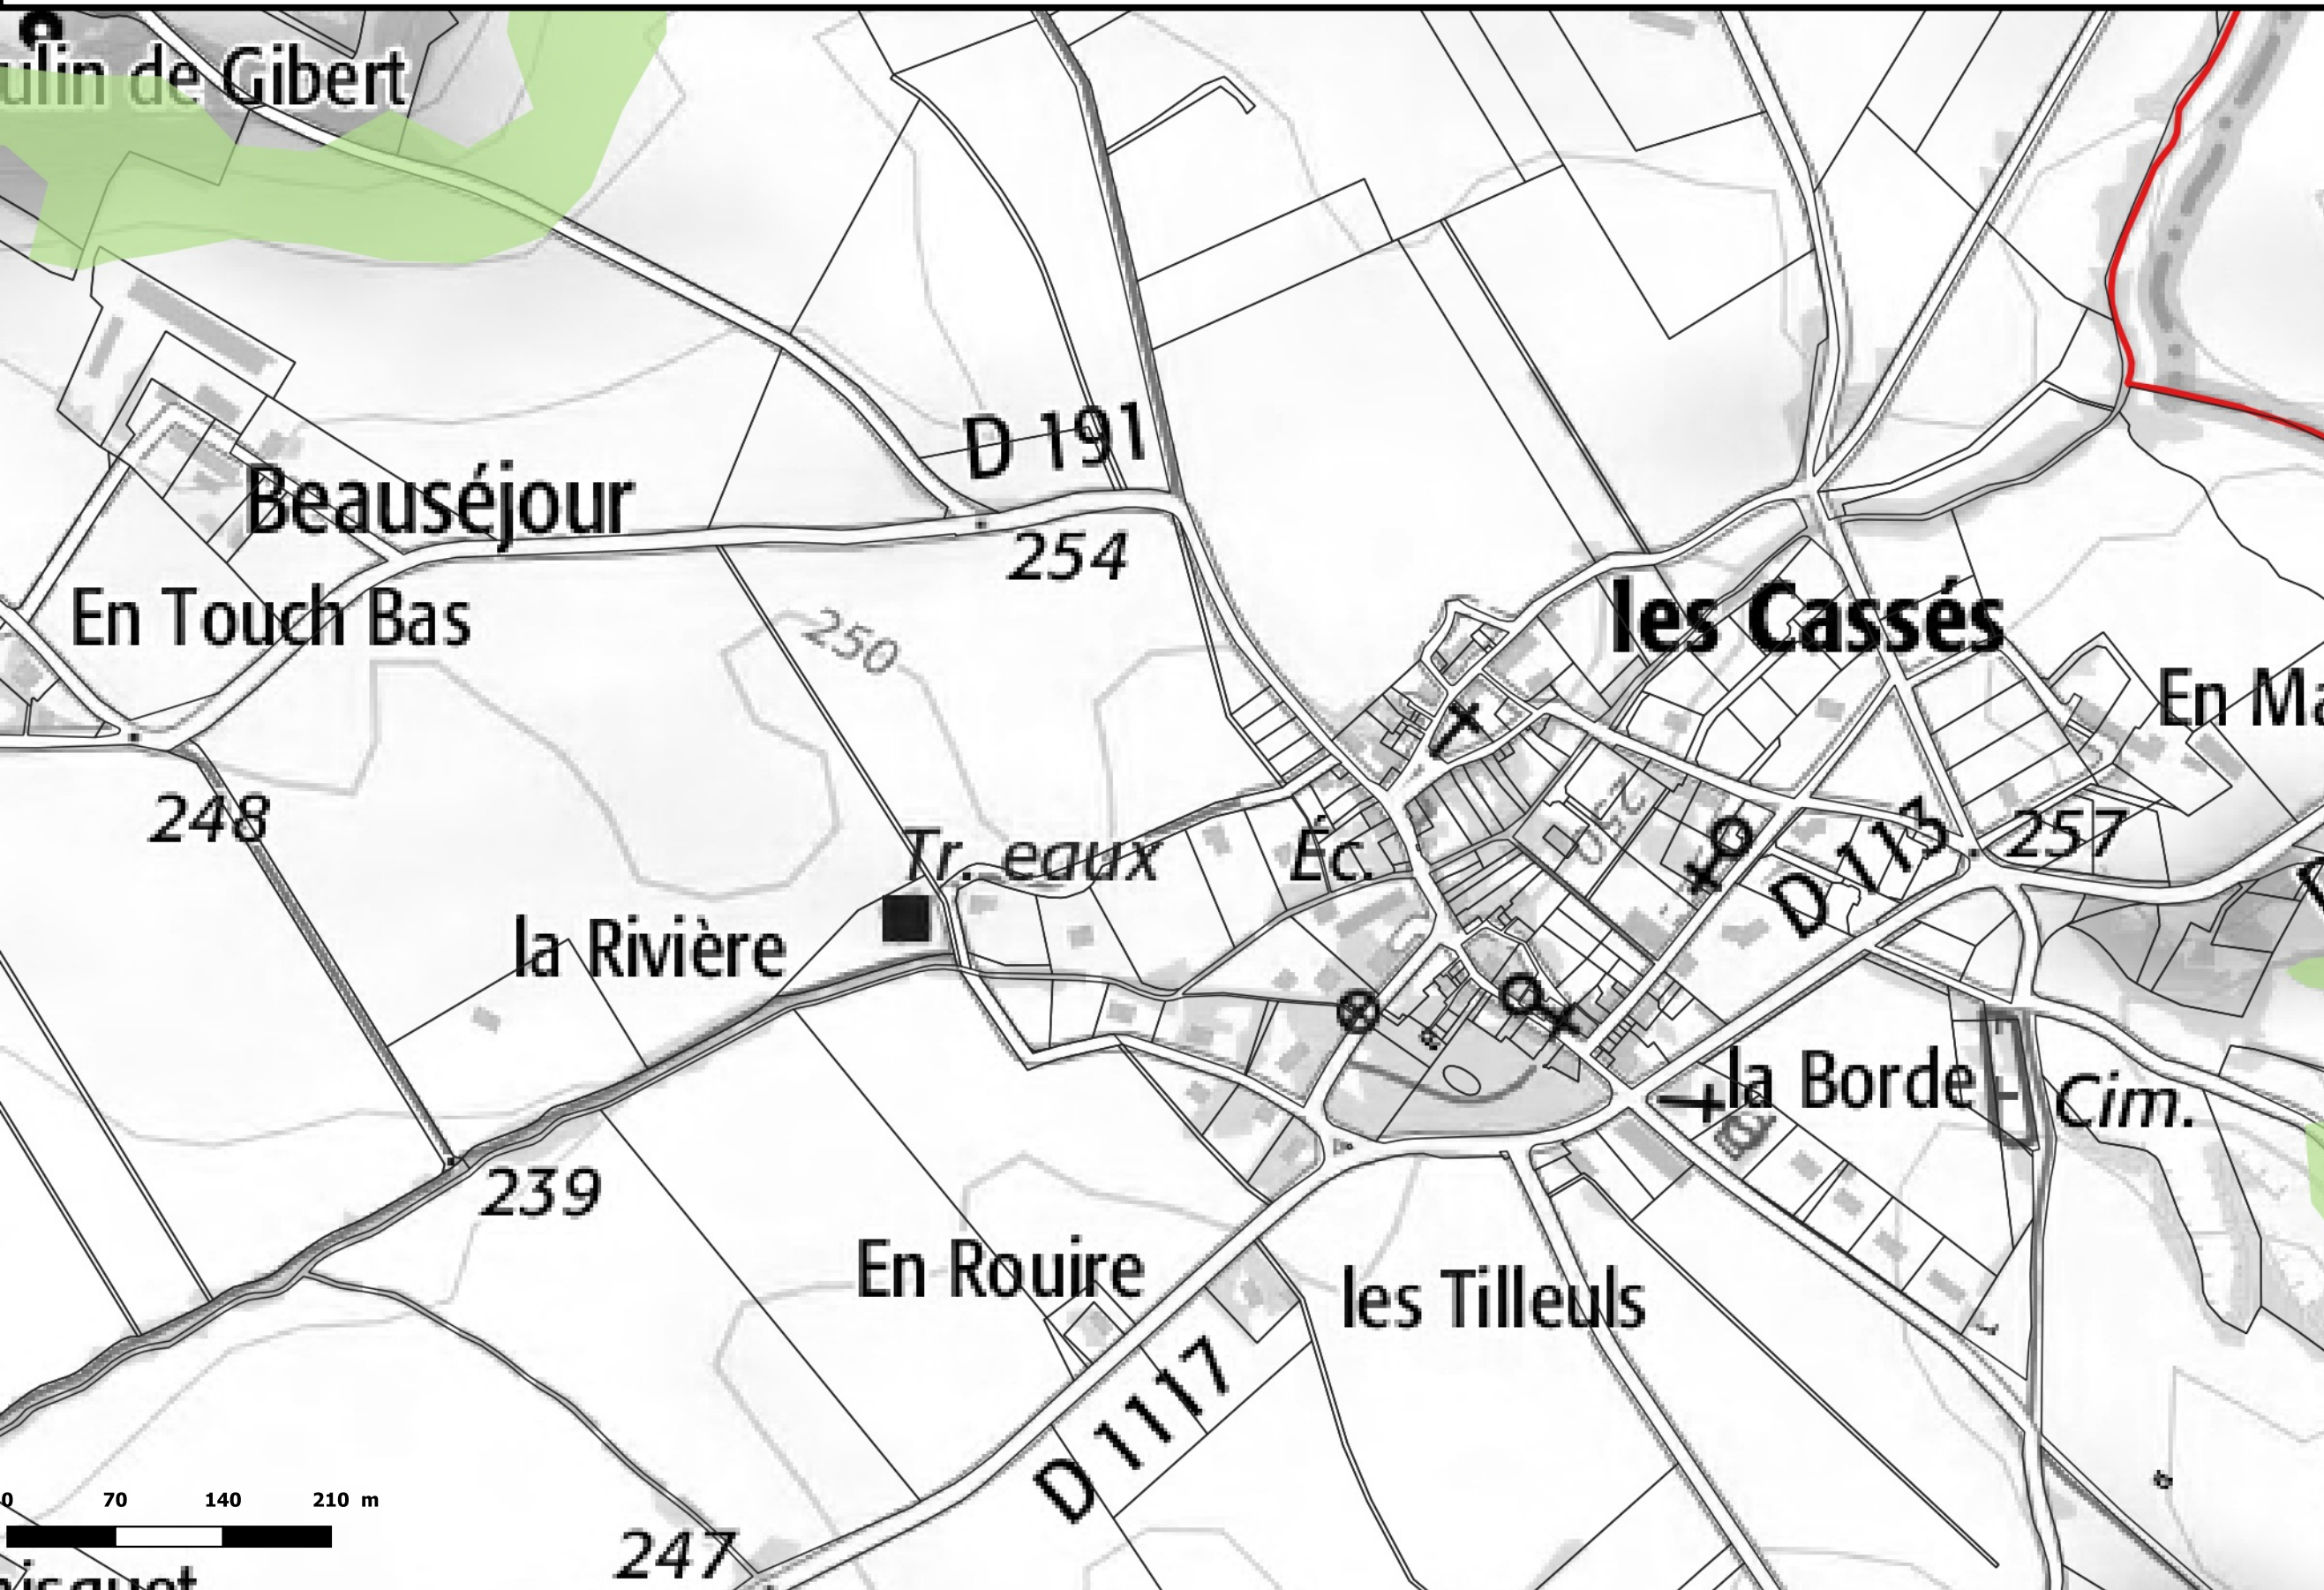 ulin de Gibert
D 191
Beauséjour
254
En Touch Bas
les Cassés
250
En Ma
248
Tr. eaux
Éc.
250
D 113
257
la Rivière
la Borde
Cim.
239
En Rouire
les Tilleuls
D 1117
0 70 140 210 m
247